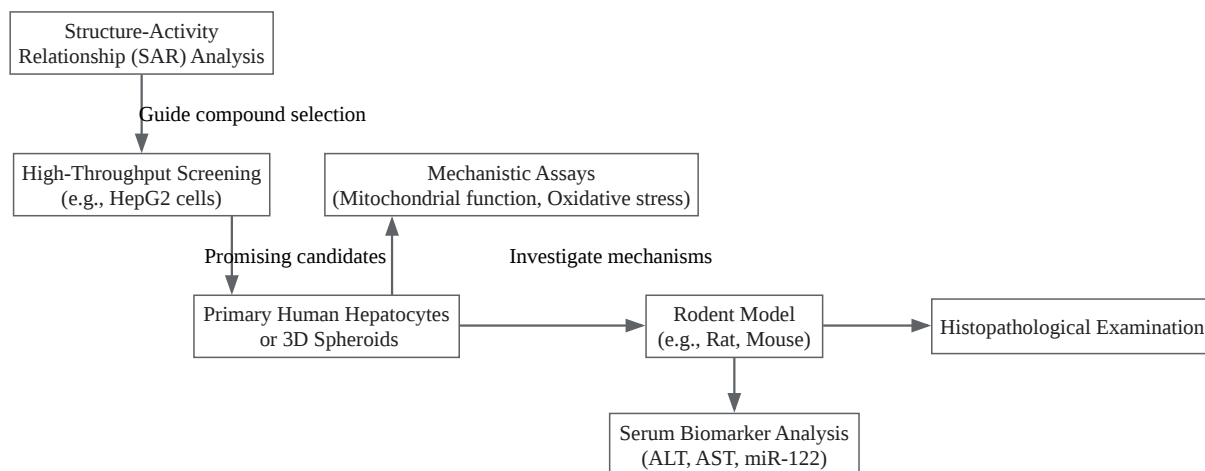 Structure-Activity
Relationship (SAR) Analysis
Guide compound selection
High-Throughput Screening
(e.g., HepG2 cells)
Mechanistic Assays
(Mitochondrial function, Oxidative stress)
Promising candidates
Investigate mechanisms
Primary Human Hepatocytes
or 3D Spheroids
Rodent Model
(e.g., Rat, Mouse)
Histopathological Examination
Serum Biomarker Analysis
(ALT, AST, miR-122)